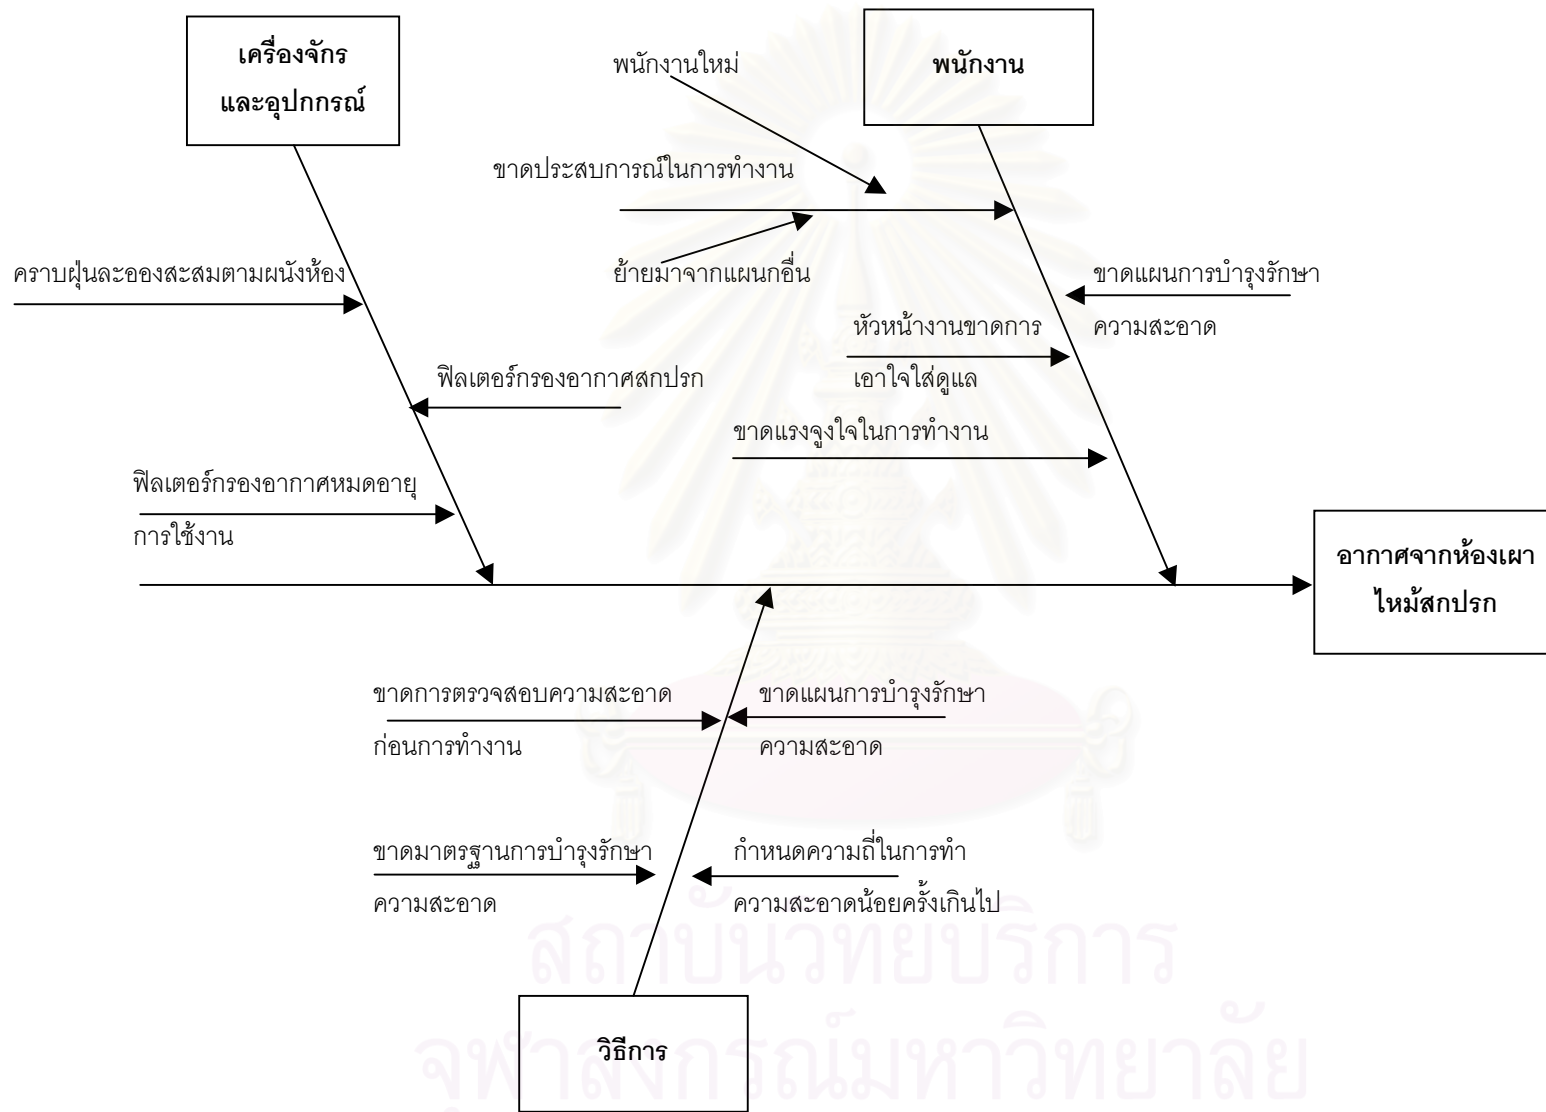 เครื่องจักร
และอุปกกรณ์
พนักงานใหม่
พนักงาน
ขาดประสบการณ์ในการทำงาน
ย้ายมาจากแผนกอื่น
คราบฝุ่นละอองสะสมตามผนังห้อง
ขาดแผนการบำรุงรักษา
ความสะอาด
หัวหน้างานขาดการ
เอาใจใส่ดูแล
ฟิลเตอร์กรองอากาศสกปรก
ขาดแรงจูงใจในการทำงาน
ฟิลเตอร์กรองอากาศหมดอายุ
การใช้งาน
อากาศจากห้องเผา
ไหม้สกปรก
ขาดการตรวจสอบความสะอาด
ก่อนการทำงาน
ขาดแผนการบำรุงรักษา
ความสะอาด
ขาดมาตรฐานการบำรุงรักษา
ความสะอาด
กำหนดความถี่ในการทำ
ความสะอาดน้อยครั้งเกินไป
สถาบันวิทยบริการ
วิธีการ
จุฬาลงกรณ์มหาวิทยาลัย